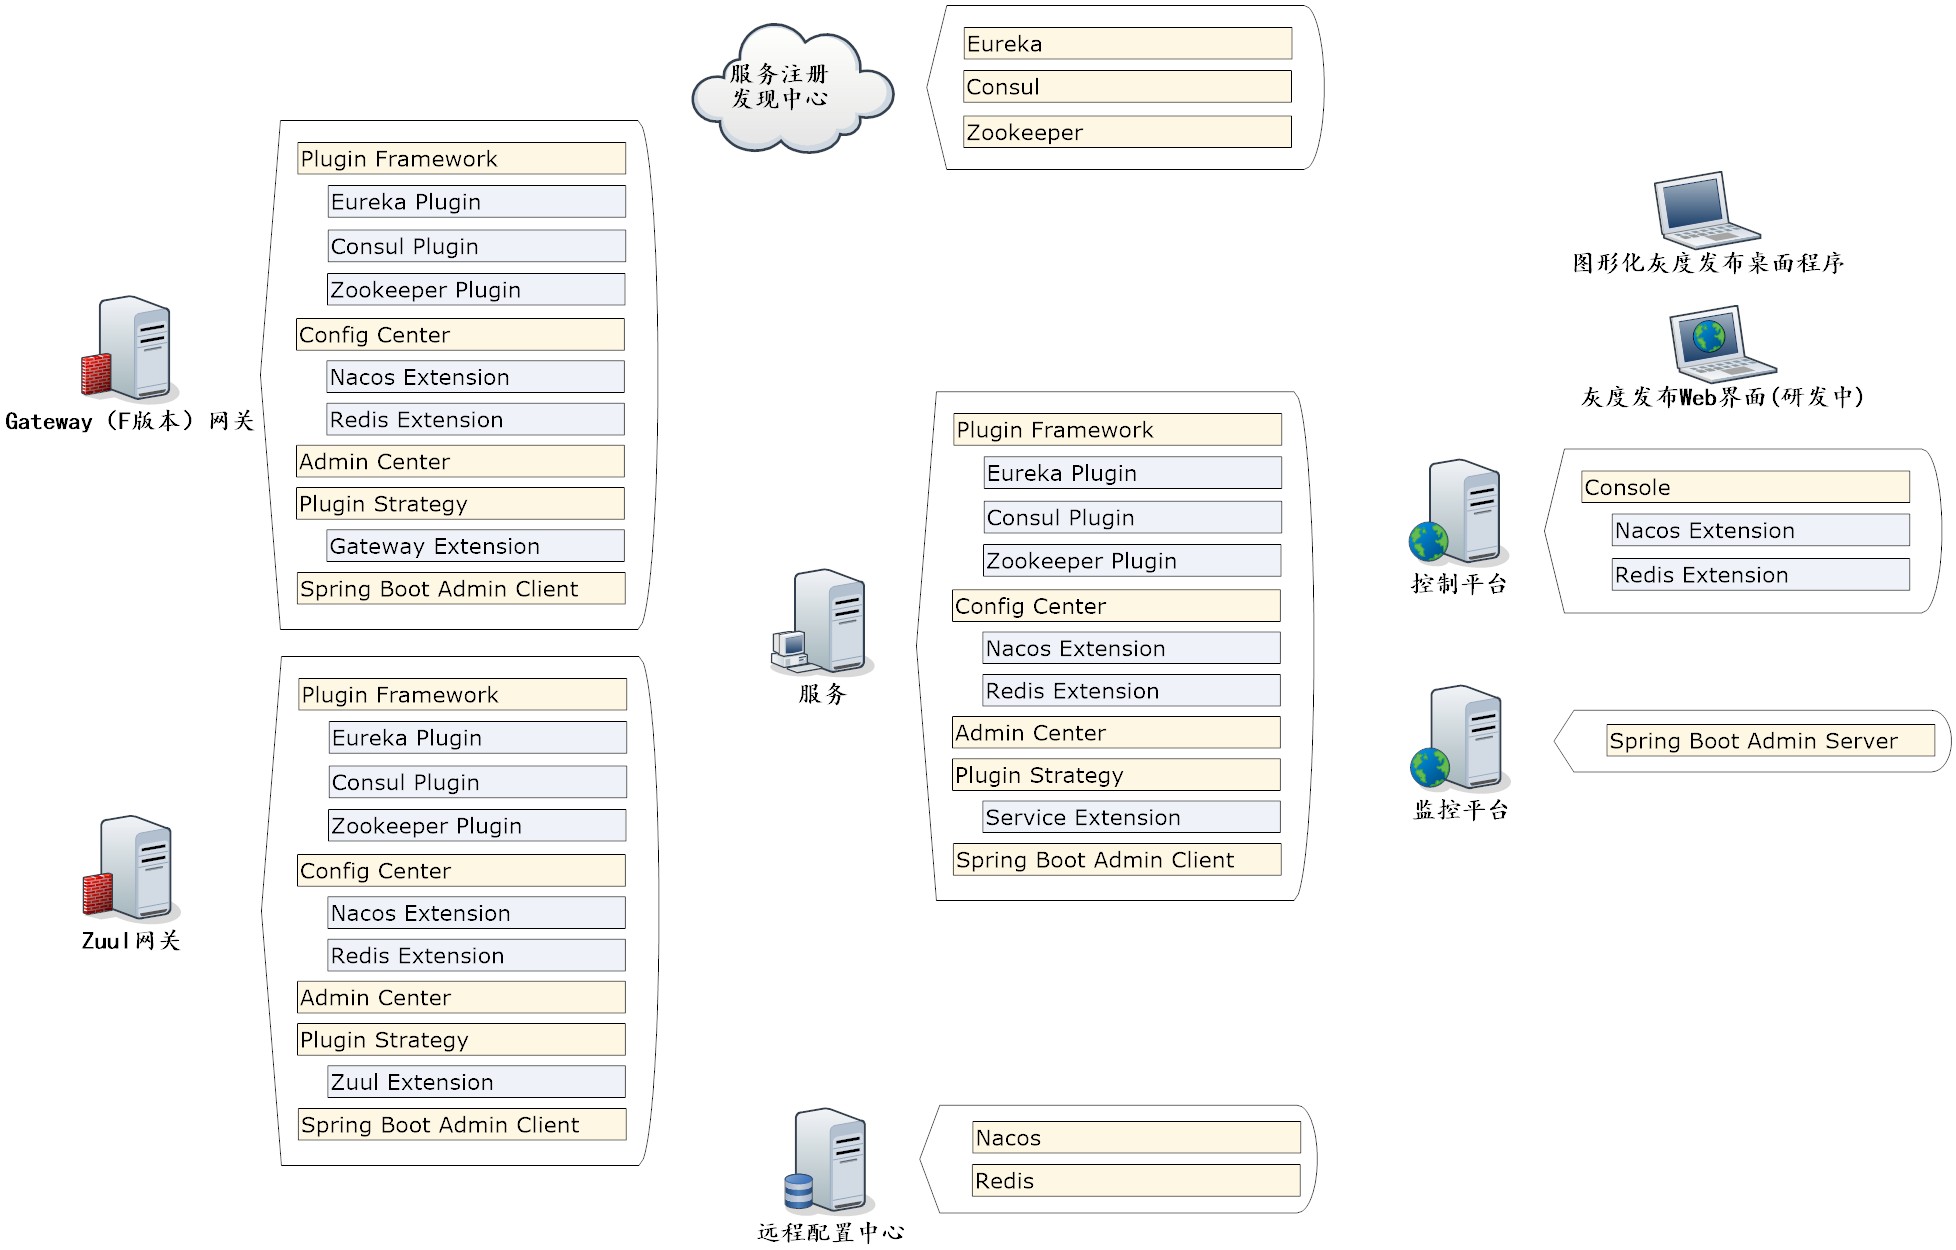 服务注册
发现中心
Eureka
Consul
Zookeeper
Plugin Framework
Eureka Plugin
Consul Plugin
Zookeeper Plugin
Config Center
Nacos Extension
Redis Extension
Admin Center
Plugin Strategy
Gateway Extension
Spring Boot Admin Client
Gateway（F版本）网关
Plugin Framework
Eureka Plugin
Consul Plugin
Zookeeper Plugin
Config Center
Nacos Extension
Redis Extension
Admin Center
Plugin Strategy
Zuul Extension
Spring Boot Admin Client
Zuul网关
服务
Plugin Framework
Eureka Plugin
Consul Plugin
Zookeeper Plugin
Config Center
Nacos Extension
Redis Extension
Admin Center
Plugin Strategy
Service Extension
Spring Boot Admin Client
远程配置中心
Nacos
Redis
图形化灰度发布桌面程序
灰度发布Web界面(研发中)
控制平台
Console
Nacos Extension
Redis Extension
监控平台
Spring Boot Admin Server